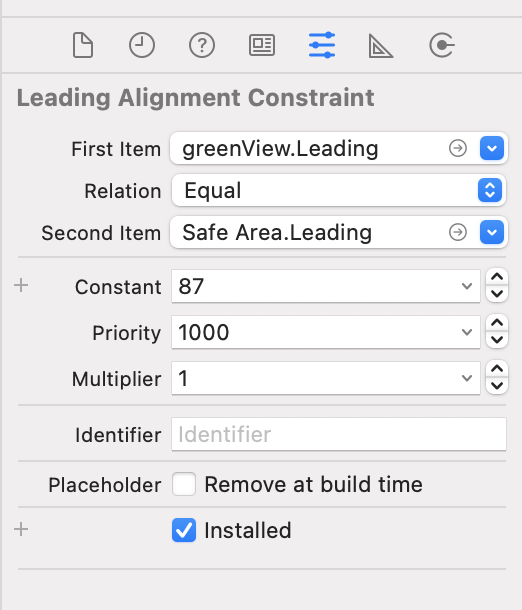 Leading Alignment Constraint
First Item greenView.Leading
Relation Equal
Second Item Safe Area.Leading
+ Constant 87
Priority 1000
Multiplier 1
Identifier Identifier
Placeholder Remove at build time
+ Installed